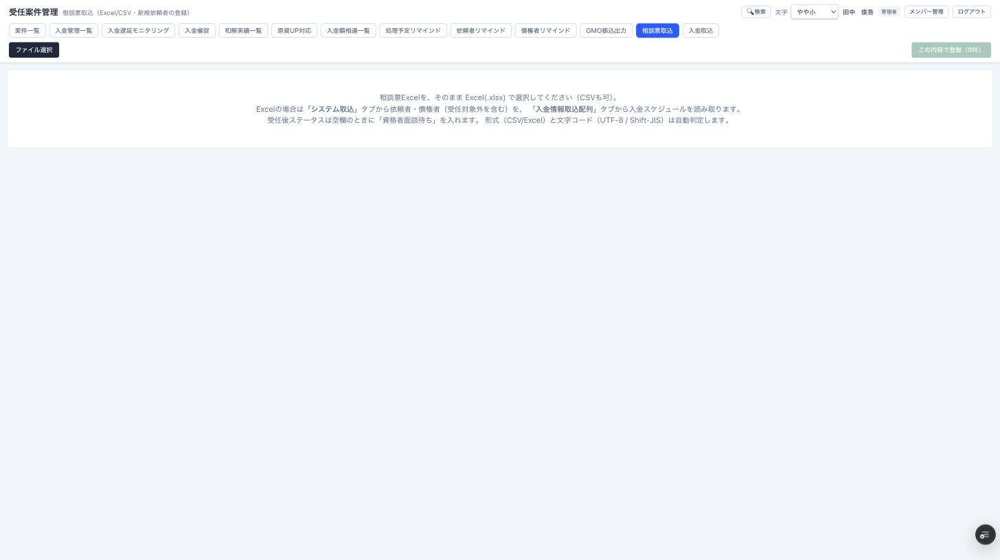 受任案件管理 相談票取込（Excel/CSV・新規依頼者の登録）
検索 文字 やや小 田中　俊吾 管理者 メンバー管理 ログアウト
案件一覧 入金管理一覧 入金遅延モニタリング 入金催促 和解実績一覧 原資UP対応 入金額相違一覧 処理予定リマインド 依頼者リマインド 債権者リマインド GMO振込出力 相談票取込 入金取込
ファイル選択 この内容で登録（0件）
相談票Excelを、そのまま Excel(.xlsx) で選択してください（CSVも可）。
Excelの場合は「システム取込」タブから依頼者・債権者（受任対象外を含む）を、 「入金情報取込配列」タブから入金スケジュールを読み取ります。
受任後ステータスは空欄のときに「資格者面談待ち」を入れます。 形式（CSV/Excel）と文字コード（UTF-8 / Shift-JIS）は自動判定します。